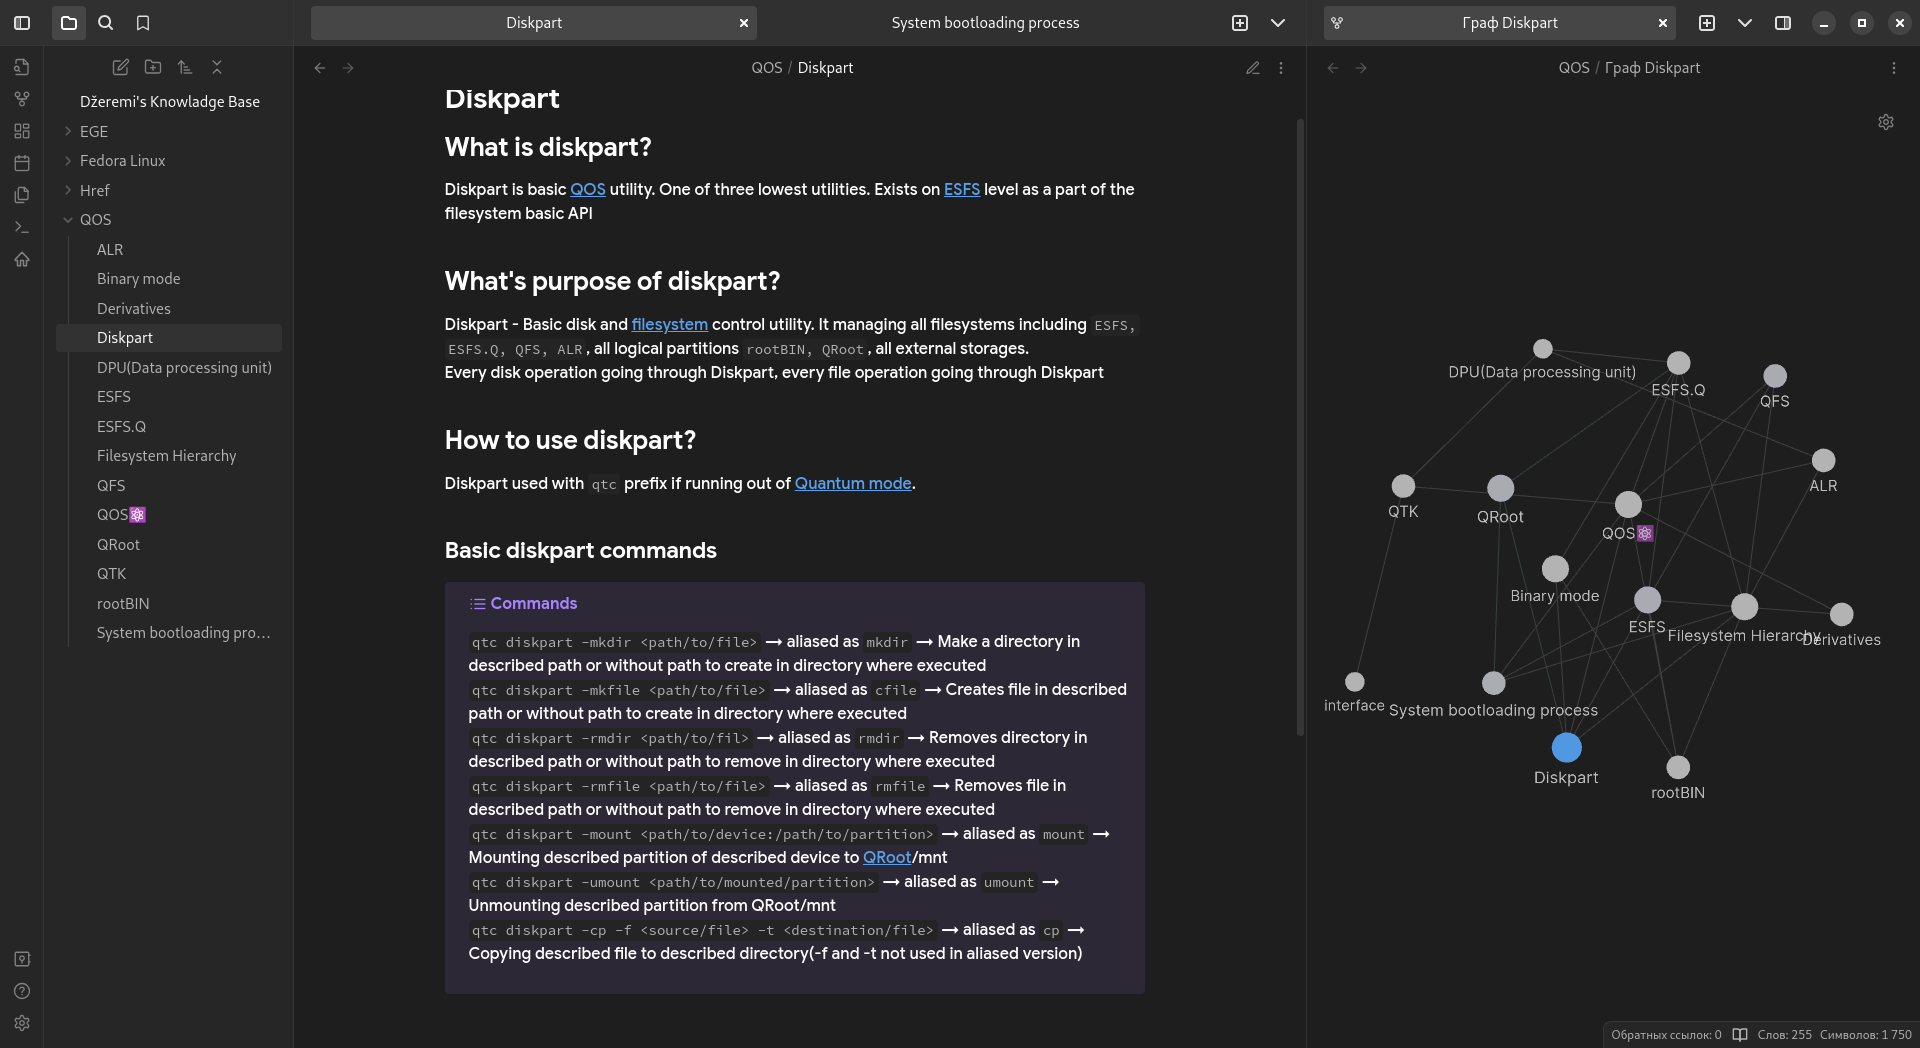 Diskpart
System bootloading process
Граф Diskpart
QOS / Diskpart
QOS / Граф Diskpart
Džeremi's Knowladge Base
EGE
Fedora Linux
Href
QOS
ALR
Binary mode
Derivatives
Diskpart
DPU(Data processing unit)
ESFS
ESFS.Q
Filesystem Hierarchy
QFS
QOS⚛️
QRoot
QTK
rootBIN
System bootloading pro...
Diskpart
What is diskpart?
Diskpart is basic QOS utility. One of three lowest utilities. Exists on ESFS level as a part of the
filesystem basic API
What's purpose of diskpart?
Diskpart - Basic disk and filesystem control utility. It managing all filesystems including ESFS,
ESFS.Q, QFS, ALR, all logical partitions rootBIN, QRoot, all external storages.
Every disk operation going through Diskpart, every file operation going through Diskpart
How to use diskpart?
Diskpart used with qtc prefix if running out of Quantum mode.
Basic diskpart commands
Commands
qtc diskpart -mkdir <path/to/file> → aliased as mkdir → Make a directory in
described path or without path to create in directory where executed
qtc diskpart -mkfile <path/to/file> → aliased as cfile → Creates file in described
path or without path to create in directory where executed
qtc diskpart -rmdir <path/to/fil> → aliased as rmdir → Removes directory in
described path or without path to remove in directory where executed
qtc diskpart -rmfile <path/to/file> → aliased as rmfile → Removes file in
described path or without path to remove in directory where executed
qtc diskpart -mount <path/to/device:/path/to/partition> → aliased as mount →
Mounting described partition of described device to QRoot/mnt
qtc diskpart -umount <path/to/mounted/partition> → aliased as umount →
Unmounting described partition from QRoot/mnt
qtc diskpart -cp -f <source/file> -t <destination/file> → aliased as cp →
Copying described file to described directory(-f and -t not used in aliased version)
DPU(Data processing unit)
ESFS.Q
QFS
ALR
QTK
QRoot
QOS⚛️
Binary mode
ESFS
Filesystem Hierarchy
Derivatives
interface
System bootloading process
Diskpart
rootBIN
Обратных ссылок: 0
Слов: 255
Символов: 1 750